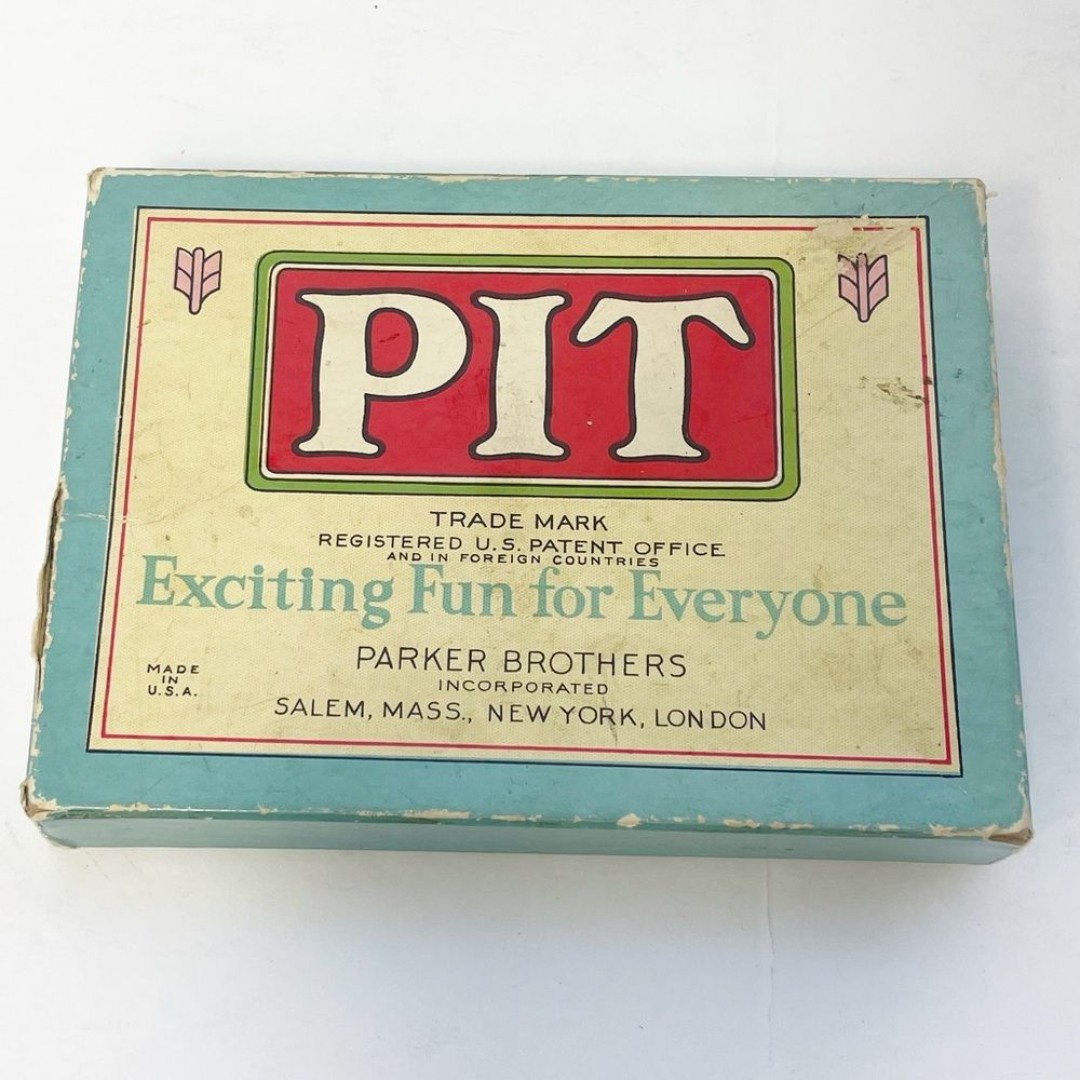 PIT
TRADE MARK
REGISTERED U.S. PATENT OFFICE
AND IN FOREIGN COUNTRIES
Exciting Fun for Everyone
PARKER BROTHERS
INCORPORATED
SALEM, MASS., NEW YORK, LONDON
MADE
IN
U.S.A.